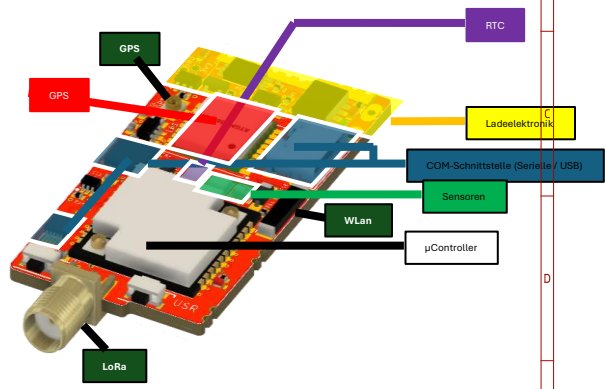 RTC
GPS
GPS
C
Ladeelektronik
COM-Schnittstelle (Serielle / USB)
Sensoren
WLan
µController
D
USR
LoRa